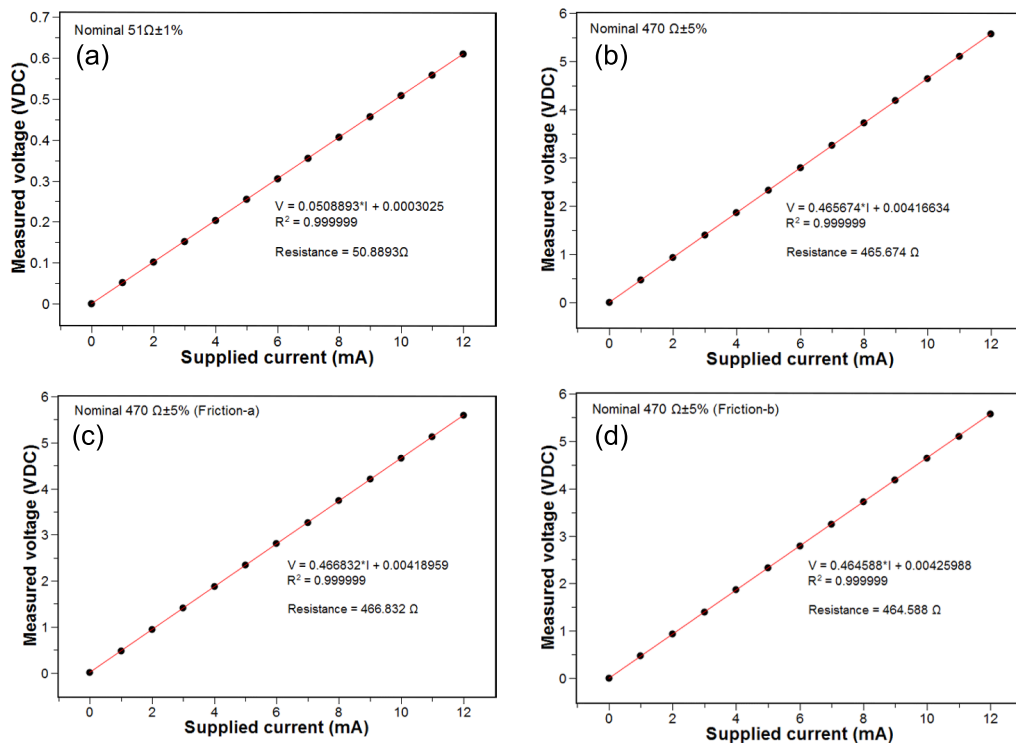 Nominal 51Ω±1%
(a)
Measured voltage (VDC)
0.7
0.6
0.5
0.4
0.3
0.2
0.1
0
V = 0.0508893*I + 0.0003025
R² = 0.999999
Resistance = 50.8893Ω
0 2 4 6 8 10 12
Supplied current (mA)
Nominal 470 Ω±5%
(b)
Measured voltage (VDC)
6
5
4
3
2
1
0
V = 0.465674*I + 0.00416634
R² = 0.999999
Resistance = 465.674 Ω
0 2 4 6 8 10 12
Supplied current (mA)
Nominal 470 Ω±5% (Friction-a)
(c)
Measured voltage (VDC)
6
5
4
3
2
1
0
V = 0.466832*I + 0.00418959
R² = 0.999999
Resistance = 466.832 Ω
0 2 4 6 8 10 12
Supplied current (mA)
Nominal 470 Ω±5% (Friction-b)
(d)
Measured voltage (VDC)
6
5
4
3
2
1
0
V = 0.464588*I + 0.00425988
R² = 0.999999
Resistance = 464.588 Ω
0 2 4 6 8 10 12
Supplied current (mA)